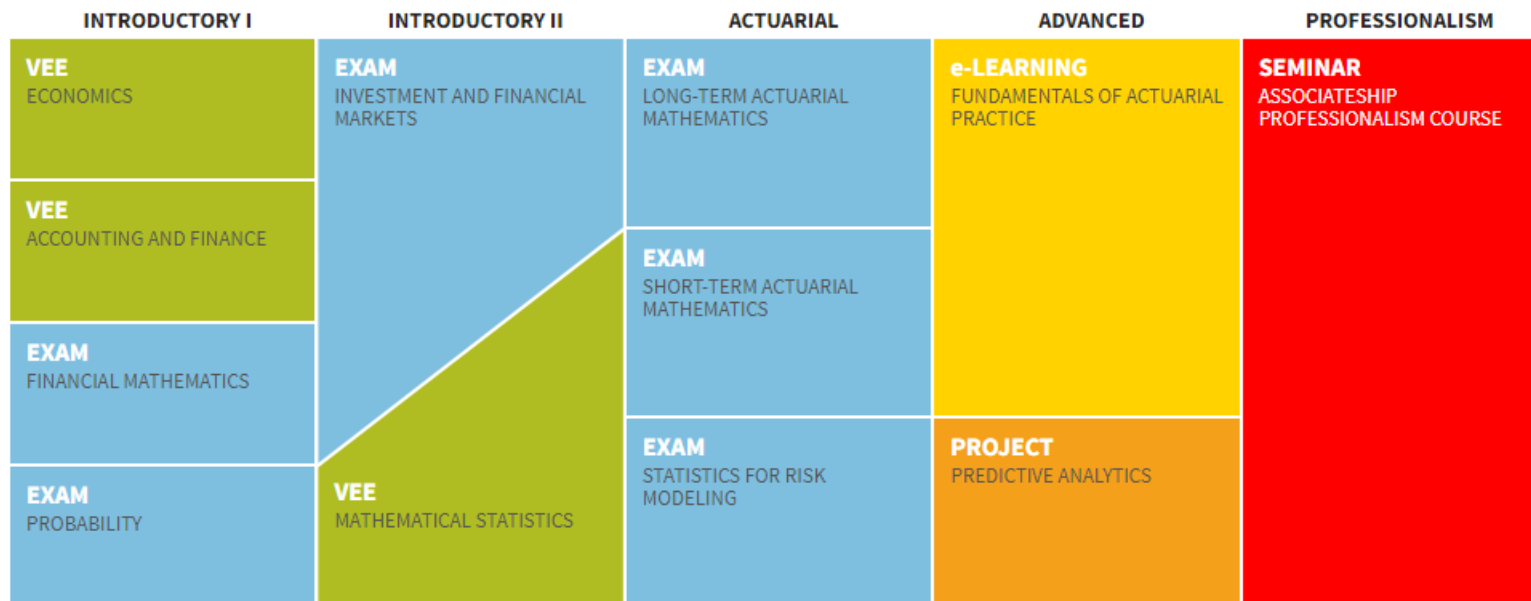 INTRODUCTORY I
VEE
ECONOMICS
VEE
ACCOUNTING AND FINANCE
EXAM
FINANCIAL MATHEMATICS
EXAM
PROBABILITY
INTRODUCTORY II
EXAM
INVESTMENT AND FINANCIAL
MARKETS
VEE
MATHEMATICAL STATISTICS
ACTUARIAL
EXAM
LONG-TERM ACTUARIAL
MATHEMATICS
EXAM
SHORT-TERM ACTUARIAL
MATHEMATICS
EXAM
STATISTICS FOR RISK
MODELING
ADVANCED
e-LEARNING
FUNDAMENTALS OF ACTUARIAL
PRACTICE
PROJECT
PREDICTIVE ANALYTICS
PROFESSIONALISM
SEMINAR
ASSOCIATESHIP
PROFESSIONALISM COURSE